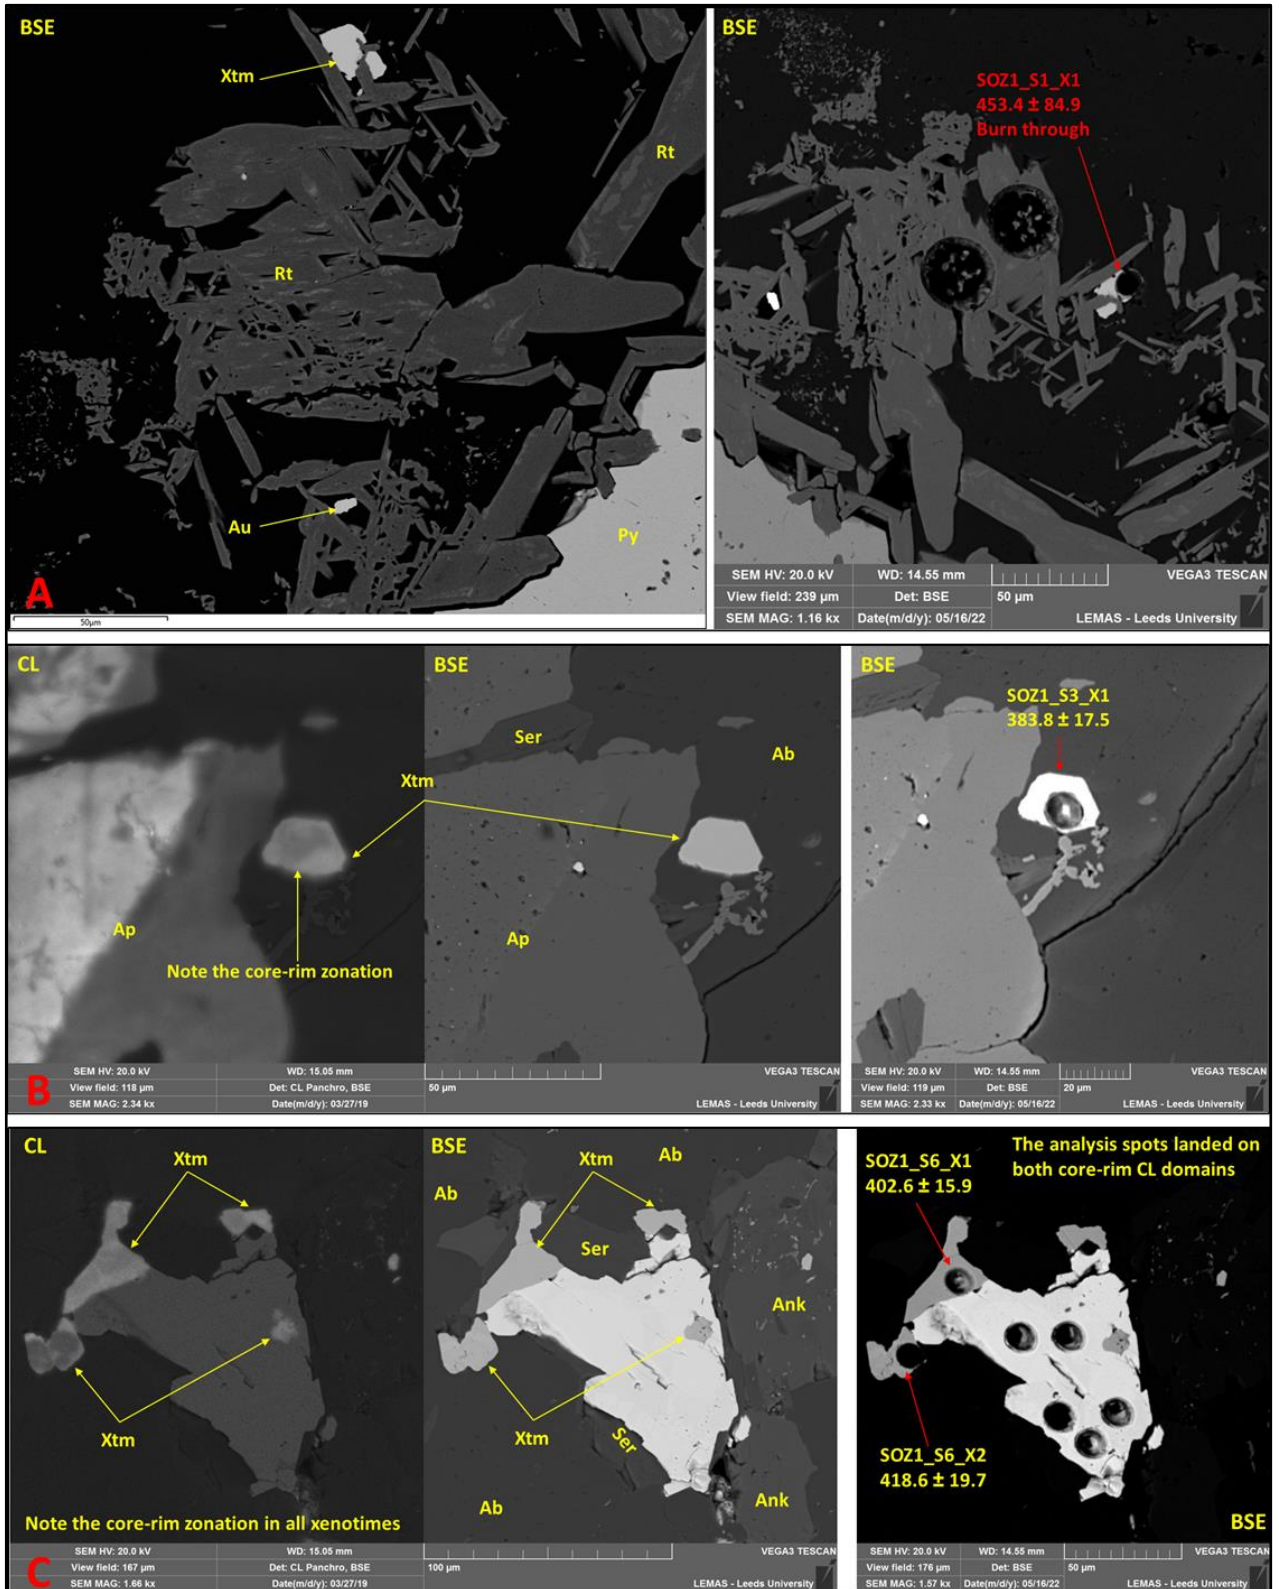 BSE
Xtm
Rt
Rt
Au
Py
A
50µm
BSE
SOZ1_S1_X1
453.4 ± 84.9
Burn through
SEM HV: 20.0 kV WD: 14.55 mm VEGA3 TESCAN
View field: 239 µm Det: BSE 50 µm
SEM MAG: 1.16 kx Date(m/d/y): 05/16/22 LEMAS - Leeds University
CL
BSE
Ser
Ab
Xtm
Ap
Ap
Note the core-rim zonation
B
SEM HV: 20.0 kV WD: 15.05 mm VEGA3 TESCAN
View field: 118 µm Det: CL Panchro, BSE 50 µm
SEM MAG: 2.34 kx Date(m/d/y): 03/27/19 LEMAS - Leeds University
BSE
SOZ1_S3_X1
383.8 ± 17.5
SEM HV: 20.0 kV WD: 14.55 mm VEGA3 TESCAN
View field: 119 µm Det: BSE 20 µm
SEM MAG: 2.33 kx Date(m/d/y): 05/16/22 LEMAS - Leeds University
CL
Xtm
Xtm
Note the core-rim zonation in all xenotimes
BSE
Xtm
Ab
Ab
Ser
Ank
Xtm
Ser
Ab
Ank
C
SEM HV: 20.0 kV WD: 15.05 mm VEGA3 TESCAN
View field: 167 µm Det: CL Panchro, BSE 100 µm
SEM MAG: 1.66 kx Date(m/d/y): 03/27/19 LEMAS - Leeds University
The analysis spots landed on
both core-rim CL domains
SOZ1_S6_X1
402.6 ± 15.9
SOZ1_S6_X2
418.6 ± 19.7
BSE
SEM HV: 20.0 kV WD: 14.55 mm VEGA3 TESCAN
View field: 176 µm Det: BSE 50 µm
SEM MAG: 1.57 kx Date(m/d/y): 05/16/22 LEMAS - Leeds University